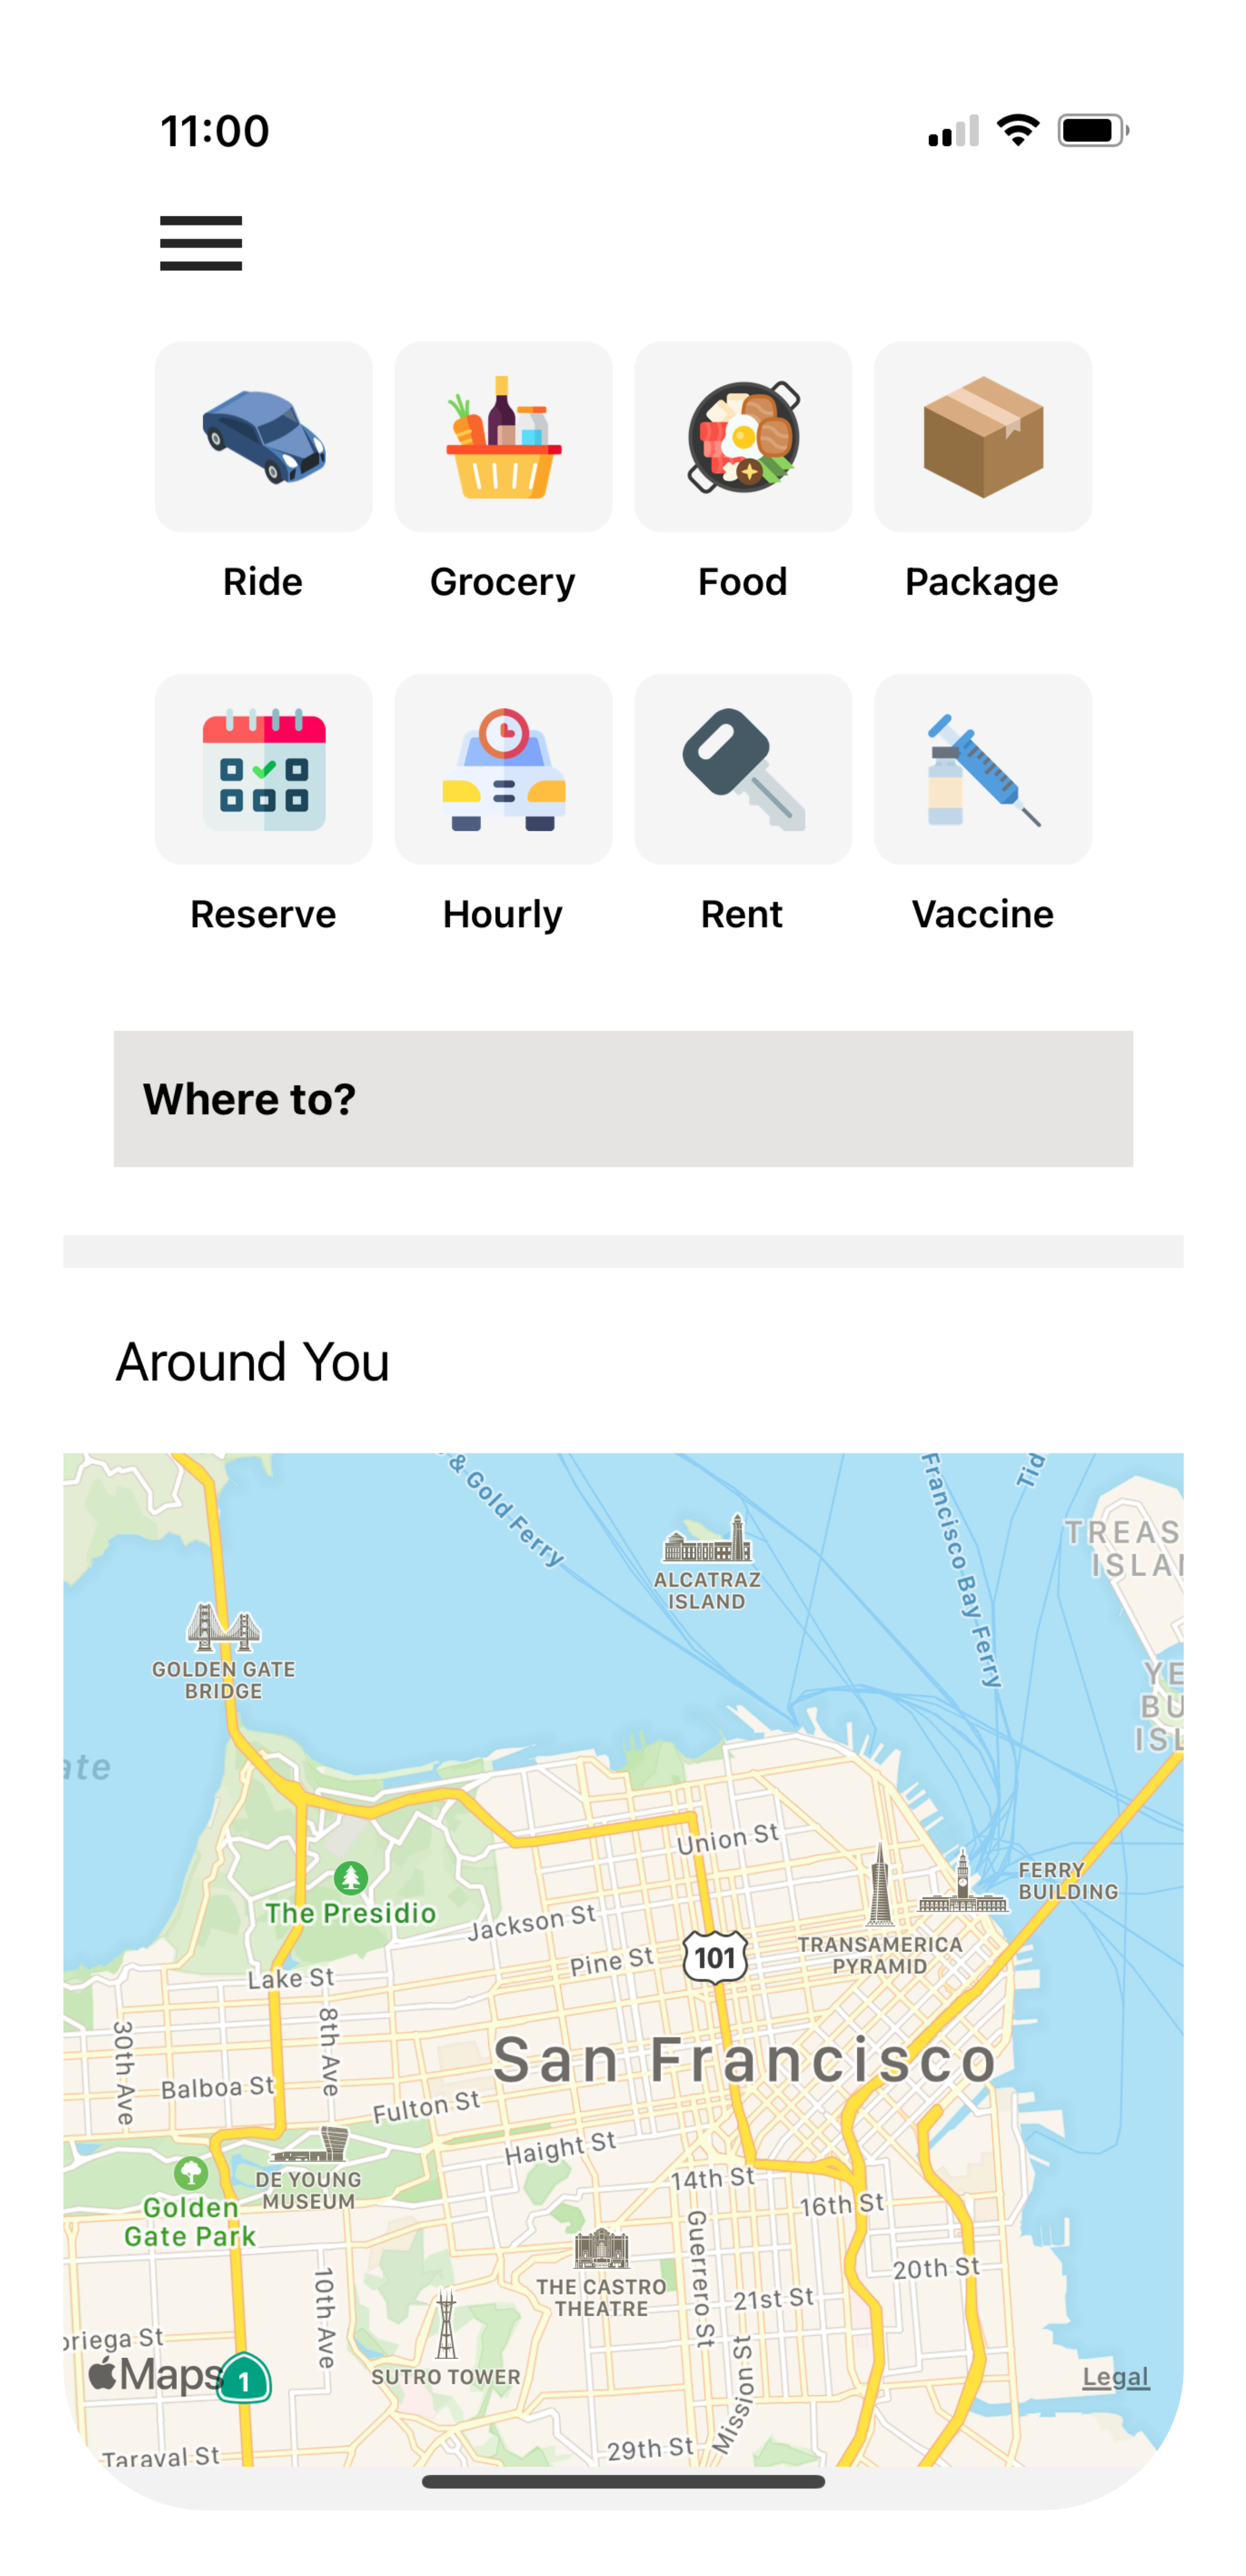 11:00
Ride
Grocery
Food
Package
Reserve
Hourly
Rent
Vaccine
Where to?
Around You
& Gold Ferry
Francisco Bay Ferry
Tid
TREAS
ISLA
ALCATRAZ
ISLAND
GOLDEN GATE
BRIDGE
YE
BU
ISL
ate
Union St
FERRY
BUILDING
The Presidio
Jackson St
TRANSAMERICA
PYRAMID
Pine St
101
Lake St
30th Ave
8th Ave
San Francisco
Balboa St
Fulton St
Haight St
DE YOUNG
MUSEUM
14th St
16th St
Golden
Gate Park
Guerrero St
20th St
THE CASTRO
THEATRE
21st St
10th Ave
oriega St
Maps
1
SUTRO TOWER
Mission St
Legal
Taraval St
29th St